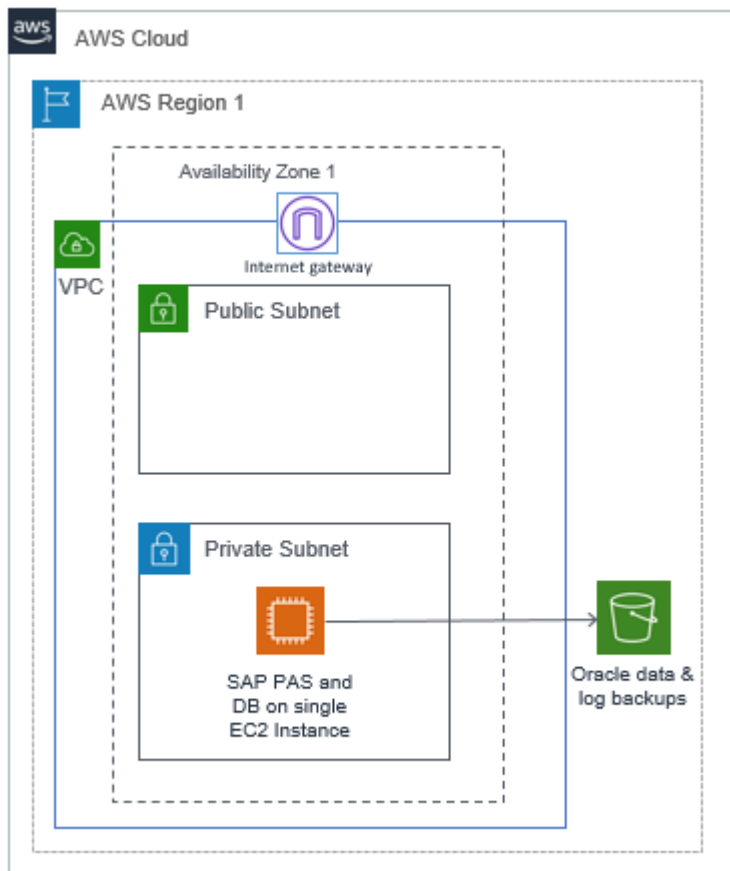 aws
AWS Cloud
AWS Region 1
Availability Zone 1
Internet gateway
VPC
Public Subnet
Private Subnet
SAP PAS and
DB on single
EC2 Instance
Oracle data &
log backups